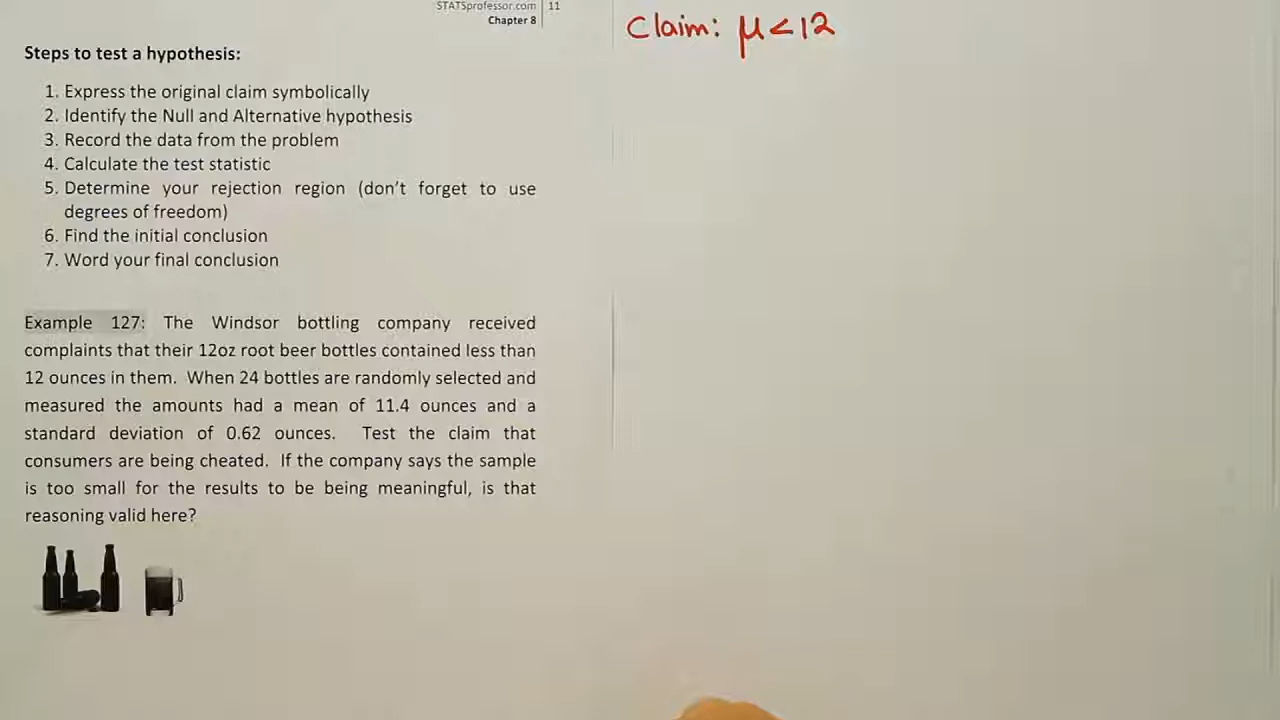 STATSprofessor.com 11
Chapter 8
Claim: μ < 12
Steps to test a hypothesis:
1. Express the original claim symbolically
2. Identify the Null and Alternative hypothesis
3. Record the data from the problem
4. Calculate the test statistic
5. Determine your rejection region (don't forget to use
degrees of freedom)
6. Find the initial conclusion
7. Word your final conclusion
Example 127: The Windsor bottling company received
complaints that their 12oz root beer bottles contained less than
12 ounces in them. When 24 bottles are randomly selected and
measured the amounts had a mean of 11.4 ounces and a
standard deviation of 0.62 ounces. Test the claim that
consumers are being cheated. If the company says the sample
is too small for the results to be being meaningful, is that
reasoning valid here?